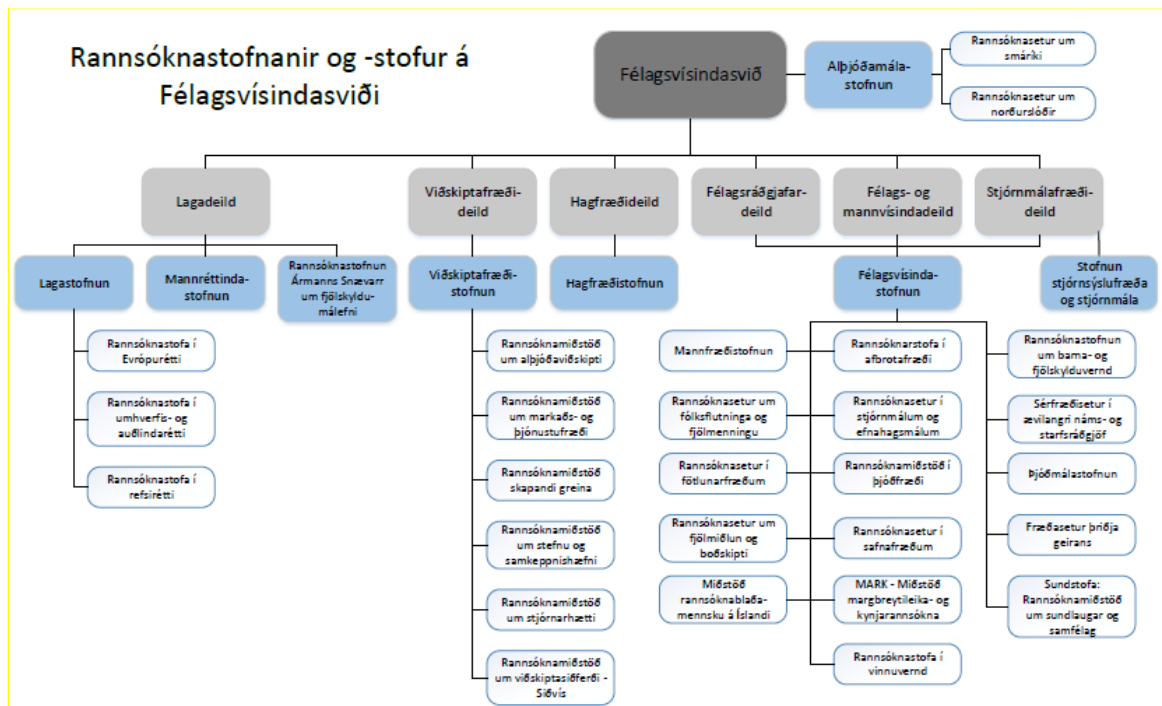 Rannsóknastofnanir og -stofur á
Félagsvísindasviði
Félagsvísindasvið
Alþjóðamála-
stofnun
Rannsóknasetur um
smáríki
Rannsóknasetur um
norðurslóðir
Lagadeild
Viðskiptafræði-
deild
Hagfræðideild
Félagsráðgjafar-
deild
Félags- og
mannvísindadeild
Stjórnmálafræði-
deild
Lagastofnun
Mannréttinda-
stofnun
Rannsóknastofnun
Ármanns Snævarr
um fjölskyldu-
málefni
Viðskiptafræði-
stofnun
Hagfræðistofnun
Félagsvísinda-
stofnun
Stofnun
stjórnsýslufræða
og stjórnmála
Rannsóknastofa í
Evrópurétti
Rannsóknastofa í
umhverfis- og
auðlindarétti
Rannsóknastofa í
refsirétti
Rannsóknamiðstöð
um alþjóðaviðskipti
Rannsóknamiðstöð
um markaðs- og
þjónustufræði
Rannsóknamiðstöð
skapandi greina
Rannsóknamiðstöð
um stefnu og
samkeppnishæfni
Rannsóknamiðstöð
um stjórnarhætti
Rannsóknamiðstöð
um viðskiptasiðferði -
Siðvís
Mannfræðistofnun
Rannsóknasetur um
fólksflutninga og
fjölmenningu
Rannsóknasetur í
fötlunarfræðum
Rannsóknasetur um
fjölmiðlun og
boðskipti
Miðstöð
rannsóknablaða-
mennsku á Íslandi
Rannsóknarstofa í
afbrotafræði
Rannsóknasetur í
stjórnmálum og
efnahagsmálum
Rannsóknamiðstöð í
þjóðfræði
Rannsóknasetur í
safnafræðum
MARK - Miðstöð
margbreytileika- og
kynjarannsókna
Rannsóknastofa í
vinnuvernd
Rannsóknastofnun
um barna- og
fjölskylduvernd
Sérfræðisetur í
ævilangri náms- og
starfsráðgjöf
Þjóðmálastofnun
Fræðasetur þriðja
geirans
Sundstofa:
Rannsóknamiðstöð
um sundlaugar og
samfélag